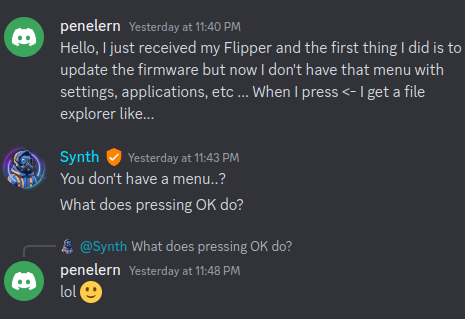 penelern Yesterday at 11:40 PM
Hello, I just received my Flipper and the first thing I did is to
update the firmware but now I don't have that menu with
settings, applications, etc ... When I press <- I get a file
explorer like...
Synth Yesterday at 11:43 PM
You don't have a menu..?
What does pressing OK do?
@Synth What does pressing OK do?
penelern Yesterday at 11:48 PM
lol 🙂